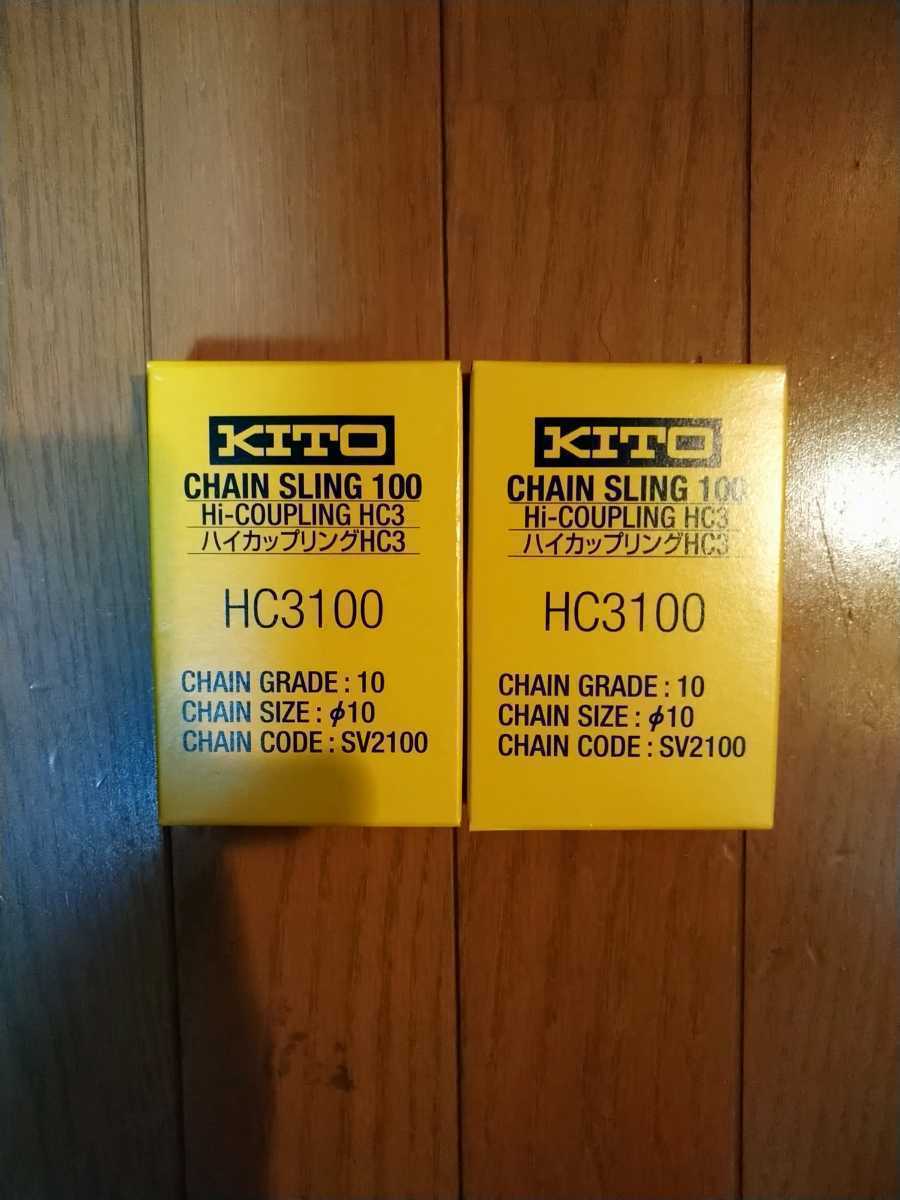 KITO
CHAIN SLING 100
Hi-COUPLING HC3
ハイカップリングHC3
HC3100
CHAIN GRADE : 10
CHAIN SIZE : φ10
CHAIN CODE : SV2100
KITO
CHAIN SLING 100
Hi-COUPLING HC3
ハイカップリングHC3
HC3100
CHAIN GRADE : 10
CHAIN SIZE : φ10
CHAIN CODE : SV2100